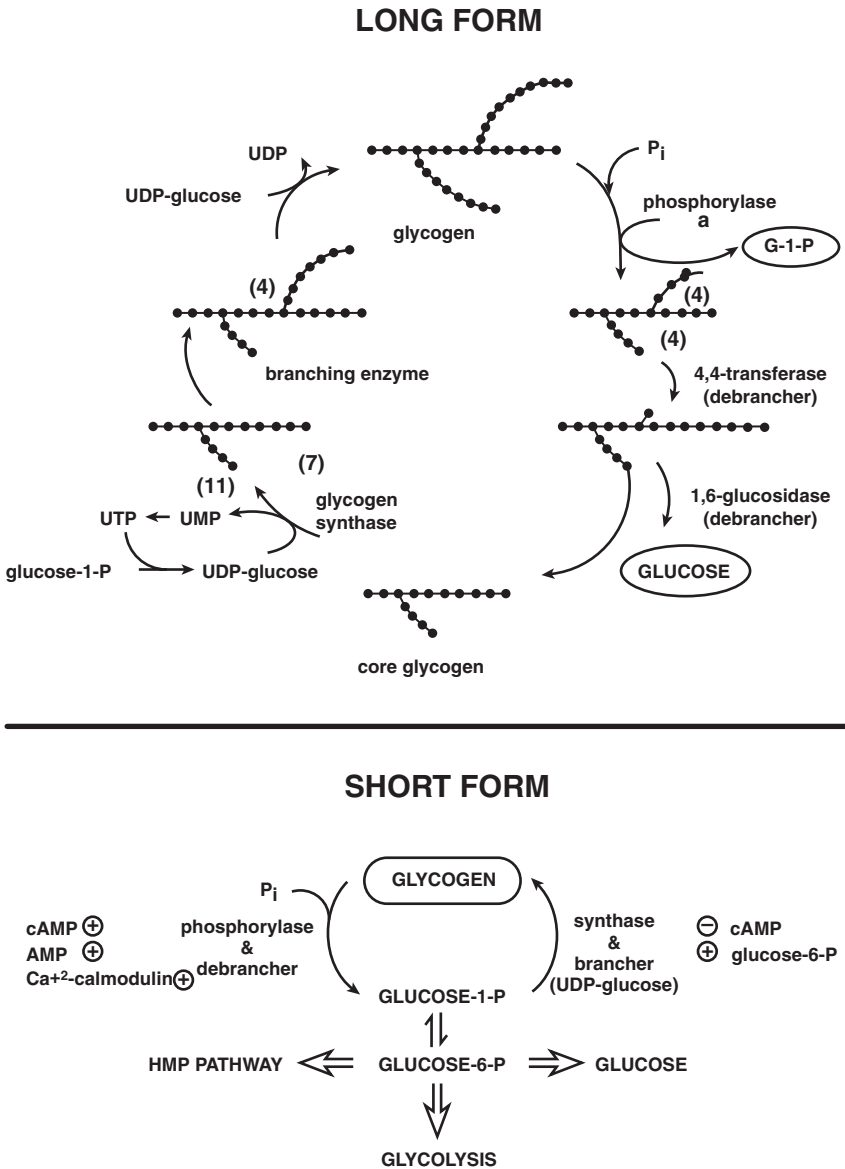 LONG FORM
UDP
UDP-glucose
glycogen
Pi
phosphorylase
a
G-1-P
(4)
branching enzyme
(4)
(4)
4,4-transferase
(debrancher)
(7)
(11)
glycogen
synthase
UTP
UMP
glucose-1-P
UDP-glucose
1,6-glucosidase
(debrancher)
GLUCOSE
core glycogen
SHORT FORM
GLYCOGEN
Pi
phosphorylase
&
debrancher
cAMP +
AMP +
Ca+2-calmodulin +
synthase
&
brancher
(UDP-glucose)
− cAMP
+ glucose-6-P
GLUCOSE-1-P
HMP PATHWAY
GLUCOSE-6-P
GLUCOSE
GLYCOLYSIS